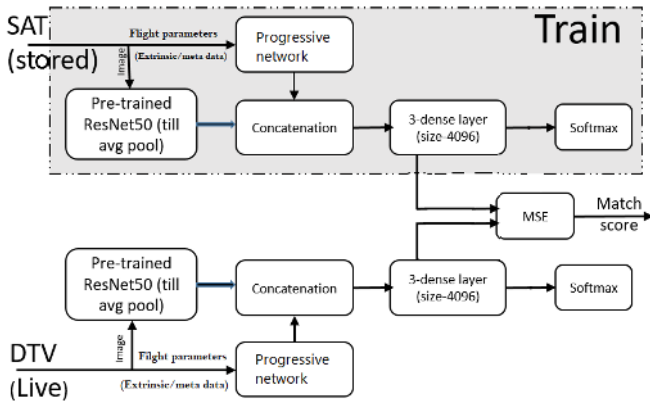 SAT
(stored)
Flight parameters
(Extrinsic/meta data)
Image
Progressive
network
Train
Pre-trained
ResNet50 (till
avg pool)
Concatenation
3-dense layer
(size-4096)
Softmax
MSE
Match
score
Pre-trained
ResNet50 (till
avg pool)
Concatenation
3-dense layer
(size-4096)
Softmax
DTV
(Live)
Image
Filght parameters
(Extrinsic/meta data)
Progressive
network